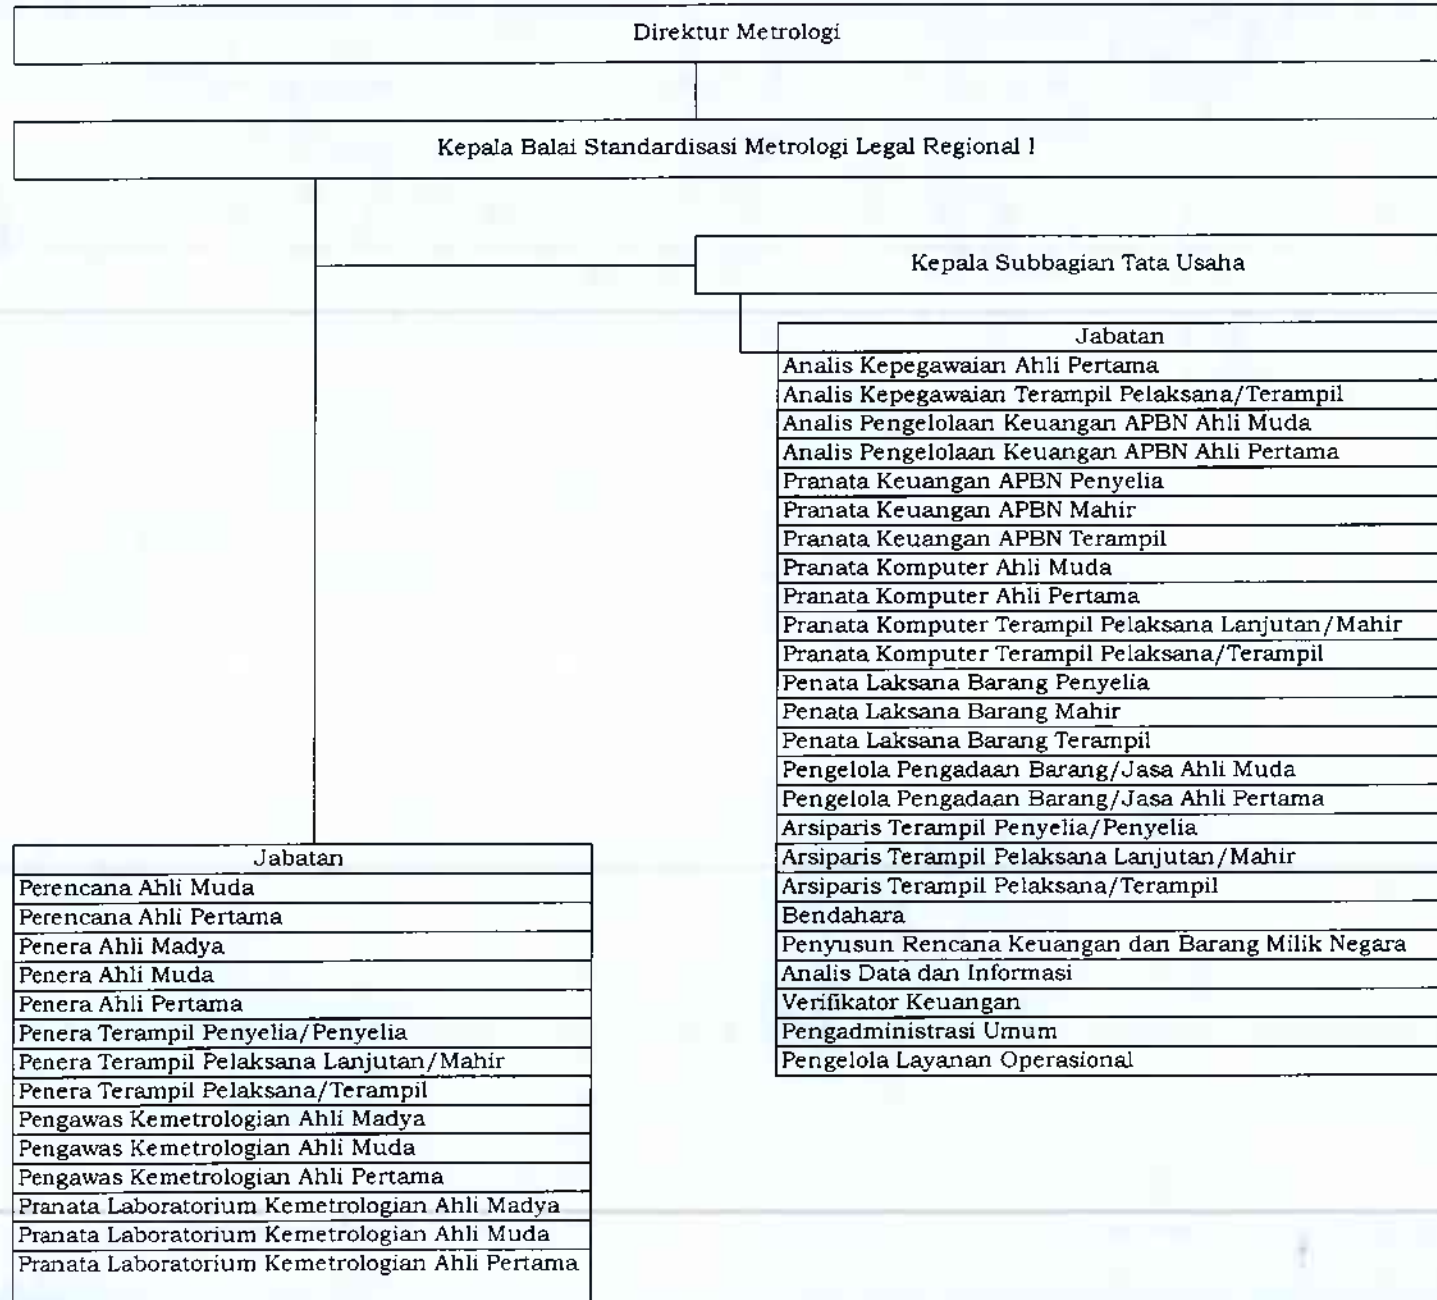 Direktur Metrologi
Kepala Balai Standardisasi Metrologi Legal Regional I
Kepala Subbagian Tata Usaha
Jabatan
Analis Kepegawaian Ahli Pertama
Analis Kepegawaian Terampil Pelaksana/Terampil
Analis Pengelolaan Keuangan APBN Ahli Muda
Analis Pengelolaan Keuangan APBN Ahli Pertama
Pranata Keuangan APBN Penyelia
Pranata Keuangan APBN Mahir
Pranata Keuangan APBN Terampil
Pranata Komputer Ahli Muda
Pranata Komputer Ahli Pertama
Pranata Komputer Terampil Pelaksana Lanjutan/Mahir
Pranata Komputer Terampil Pelaksana/Terampil
Penata Laksana Barang Penyelia
Penata Laksana Barang Mahir
Penata Laksana Barang Terampil
Pengelola Pengadaan Barang/Jasa Ahli Muda
Pengelola Pengadaan Barang/Jasa Ahli Pertama
Arsiparis Terampil Penyelia/Penyelia
Arsiparis Terampil Pelaksana Lanjutan/Mahir
Arsiparis Terampil Pelaksana/Terampil
Bendahara
Penyusun Rencana Keuangan dan Barang Milik Negara
Analis Data dan Informasi
Verifikator Keuangan
Pengadministrasi Umum
Pengelola Layanan Operasional
Jabatan
Perencana Ahli Muda
Perencana Ahli Pertama
Penera Ahli Madya
Penera Ahli Muda
Penera Ahli Pertama
Penera Terampil Penyelia/Penyelia
Penera Terampil Pelaksana Lanjutan/Mahir
Penera Terampil Pelaksana/Terampil
Pengawas Kemetrologian Ahli Madya
Pengawas Kemetrologian Ahli Muda
Pengawas Kemetrologian Ahli Pertama
Pranata Laboratorium Kemetrologian Ahli Madya
Pranata Laboratorium Kemetrologian Ahli Muda
Pranata Laboratorium Kemetrologian Ahli Pertama